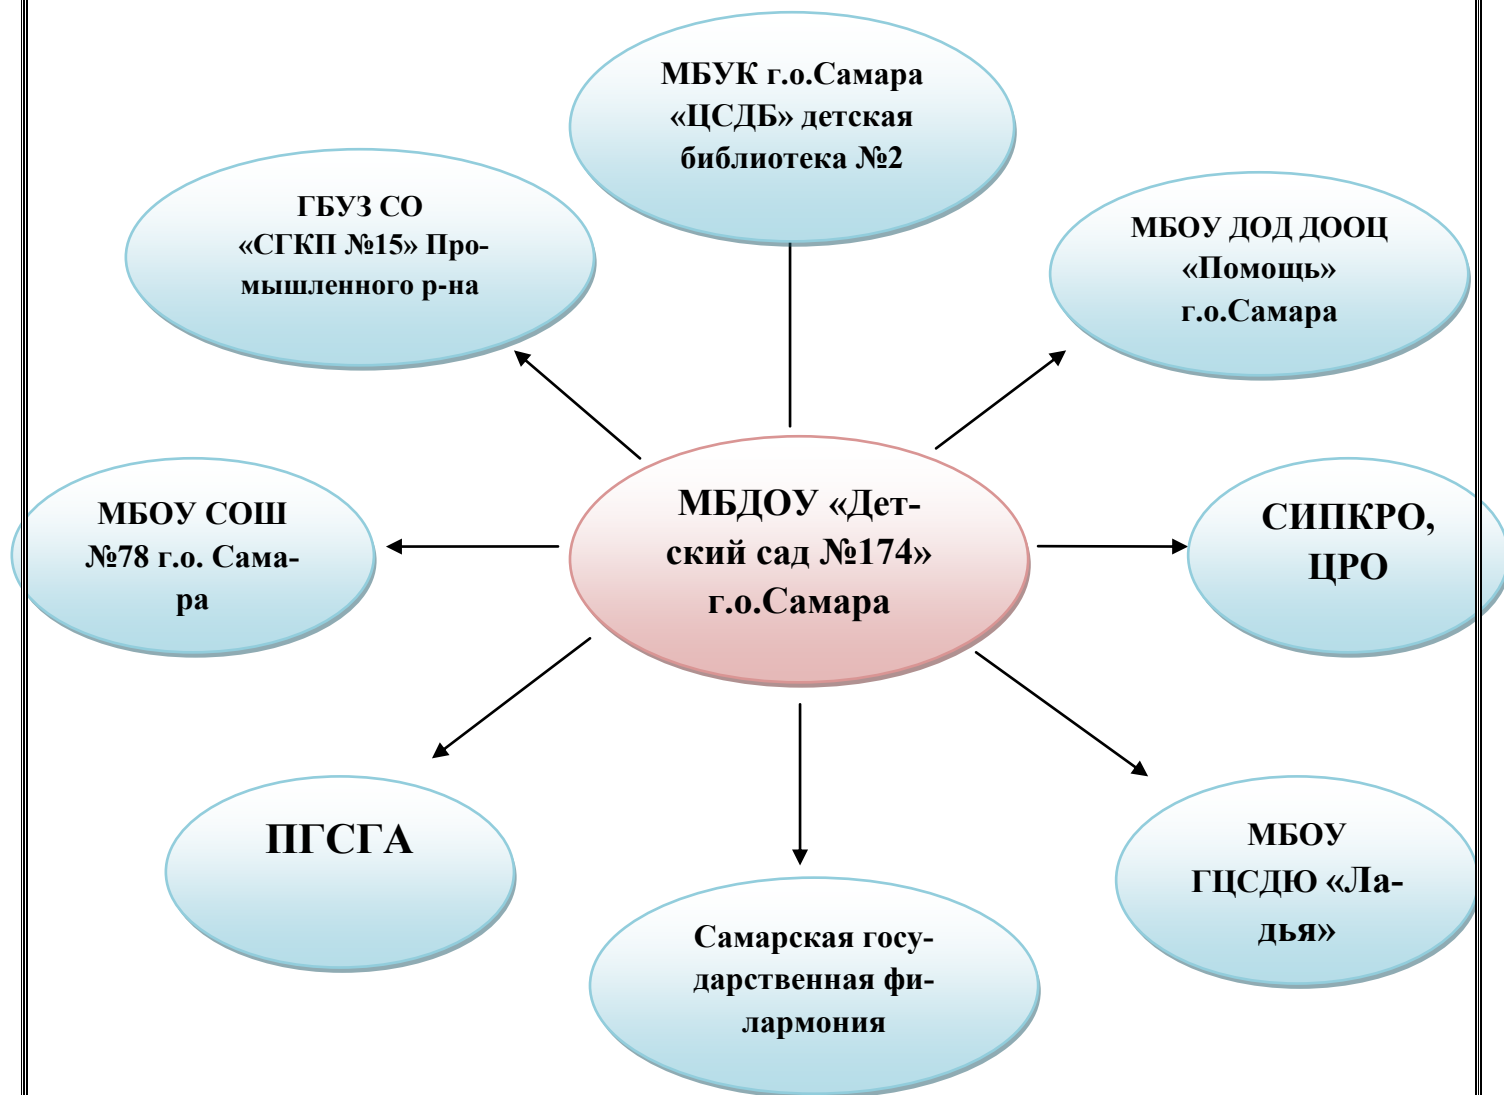 МБУК г.о.Самара
«ЦСДБ» детская
библиотека №2
ГБУЗ СО
«СГКП №15» Про-
мышленного р-на
МБОУ ДОД ДООЦ
«Помощь»
г.о.Самара
МБОУ СОШ
№78 г.о. Сама-
ра
МБДОУ «Дет-
ский сад №174»
г.о.Самара
СИПКРО,
ЦРО
ПГСГА
Самарская госу-
дарственная фи-
лармония
МБОУ
ГЦСДЮ «Ла-
дья»